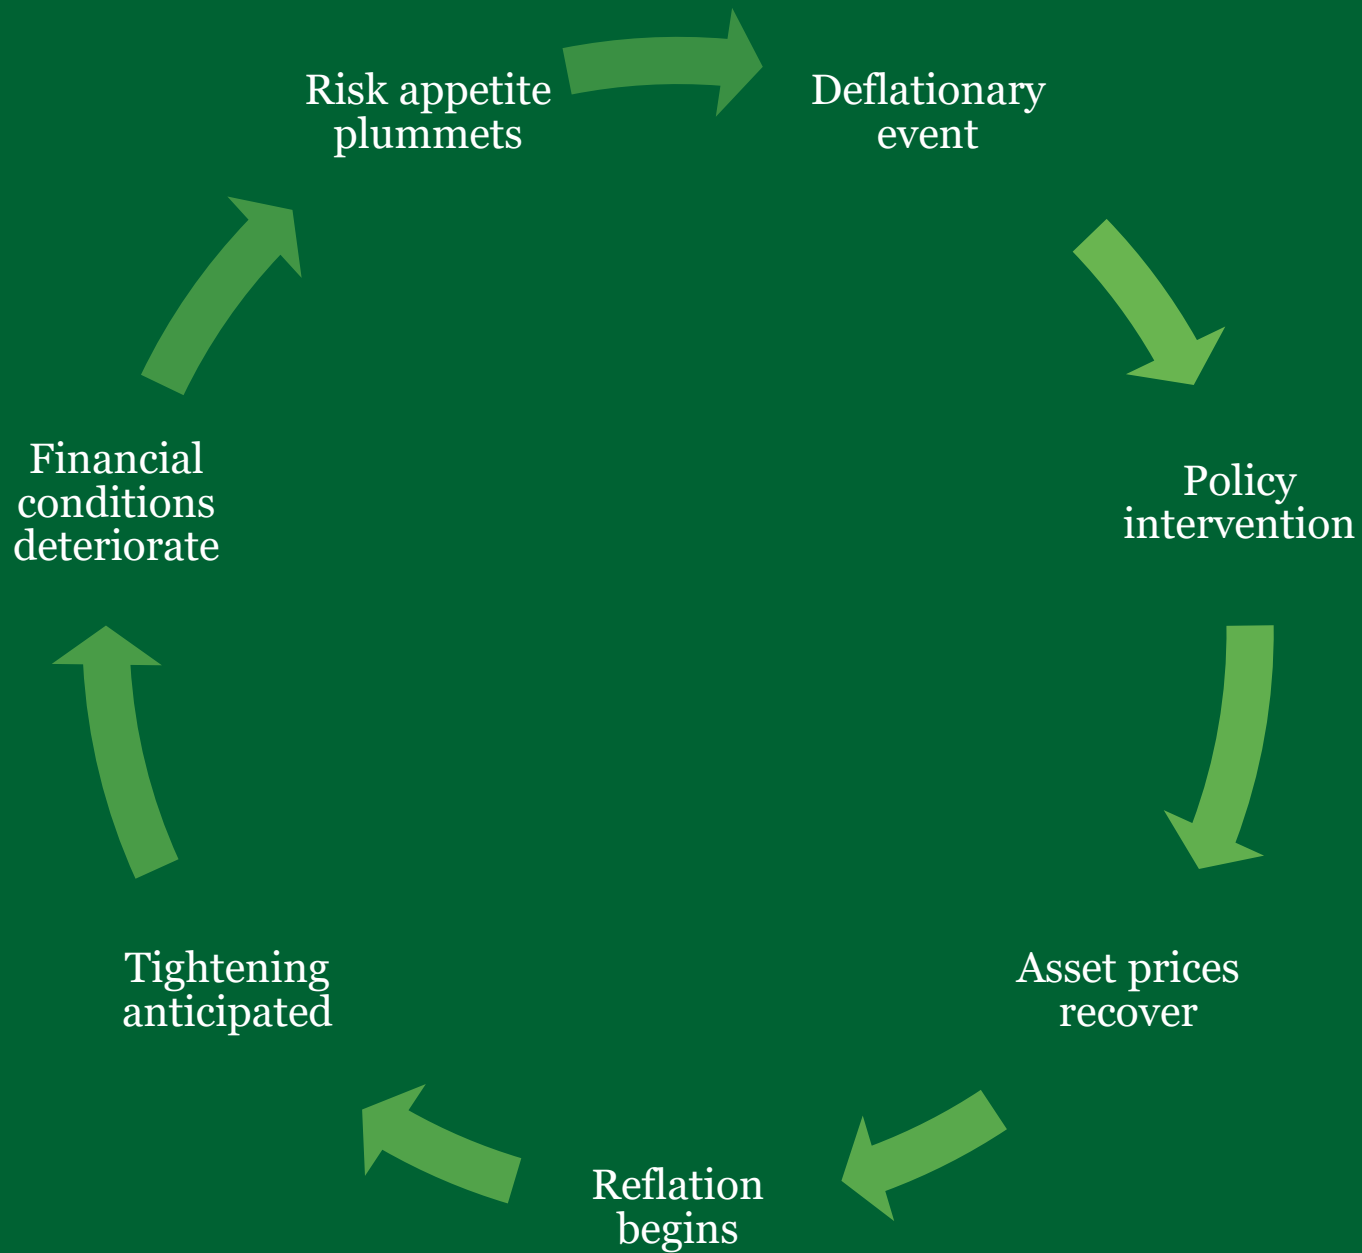 Risk appetite
plummets
Deflationary
event
Policy
intervention
Asset prices
recover
Reflation
begins
Tightening
anticipated
Financial
conditions
deteriorate